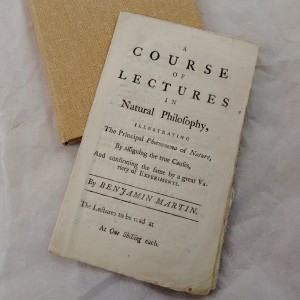 A
COURSE
OF
LECTURES
IN
Natural Philosophy,
ILLUSTRATING
The Principal Phænomena of Nature,
By assigning the true Causes,
And confirming the same by a great Va-
riety of EXPERIMENTS.
By BENJAMIN MARTIN.
The Lectures to be read at
At One Shilling each.